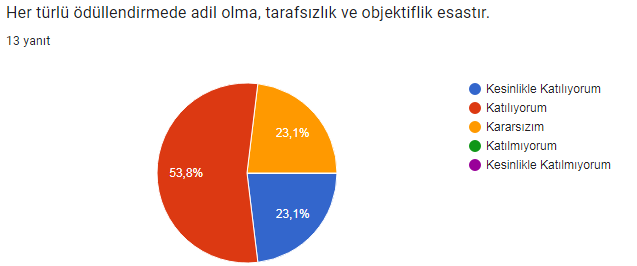 Her türlü ödüllendirmede adil olma, tarafsızlık ve objektiflik esastır.
13 yanıt
Kesinlikle Katılıyorum
Katılıyorum
Kararsızım
Katılmıyorum
Kesinlikle Katılmıyorum
23,1%
53,8%
23,1%